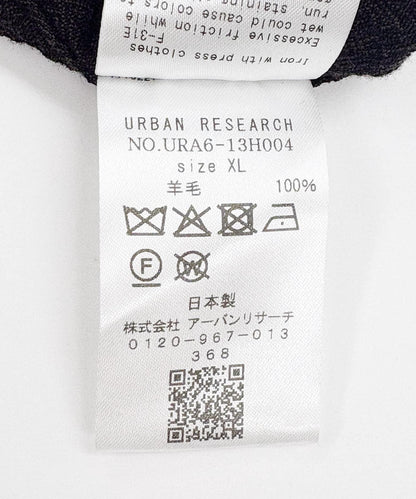 Iron with press clothes
F-31E
Excessive friction while
wet could cause colors to
run, staining
URBAN RESEARCH
NO.URA6-13H004
size XL
羊毛 100%
F W
日本製
株式会社 アーバンリサーチ
0120-967-013
368